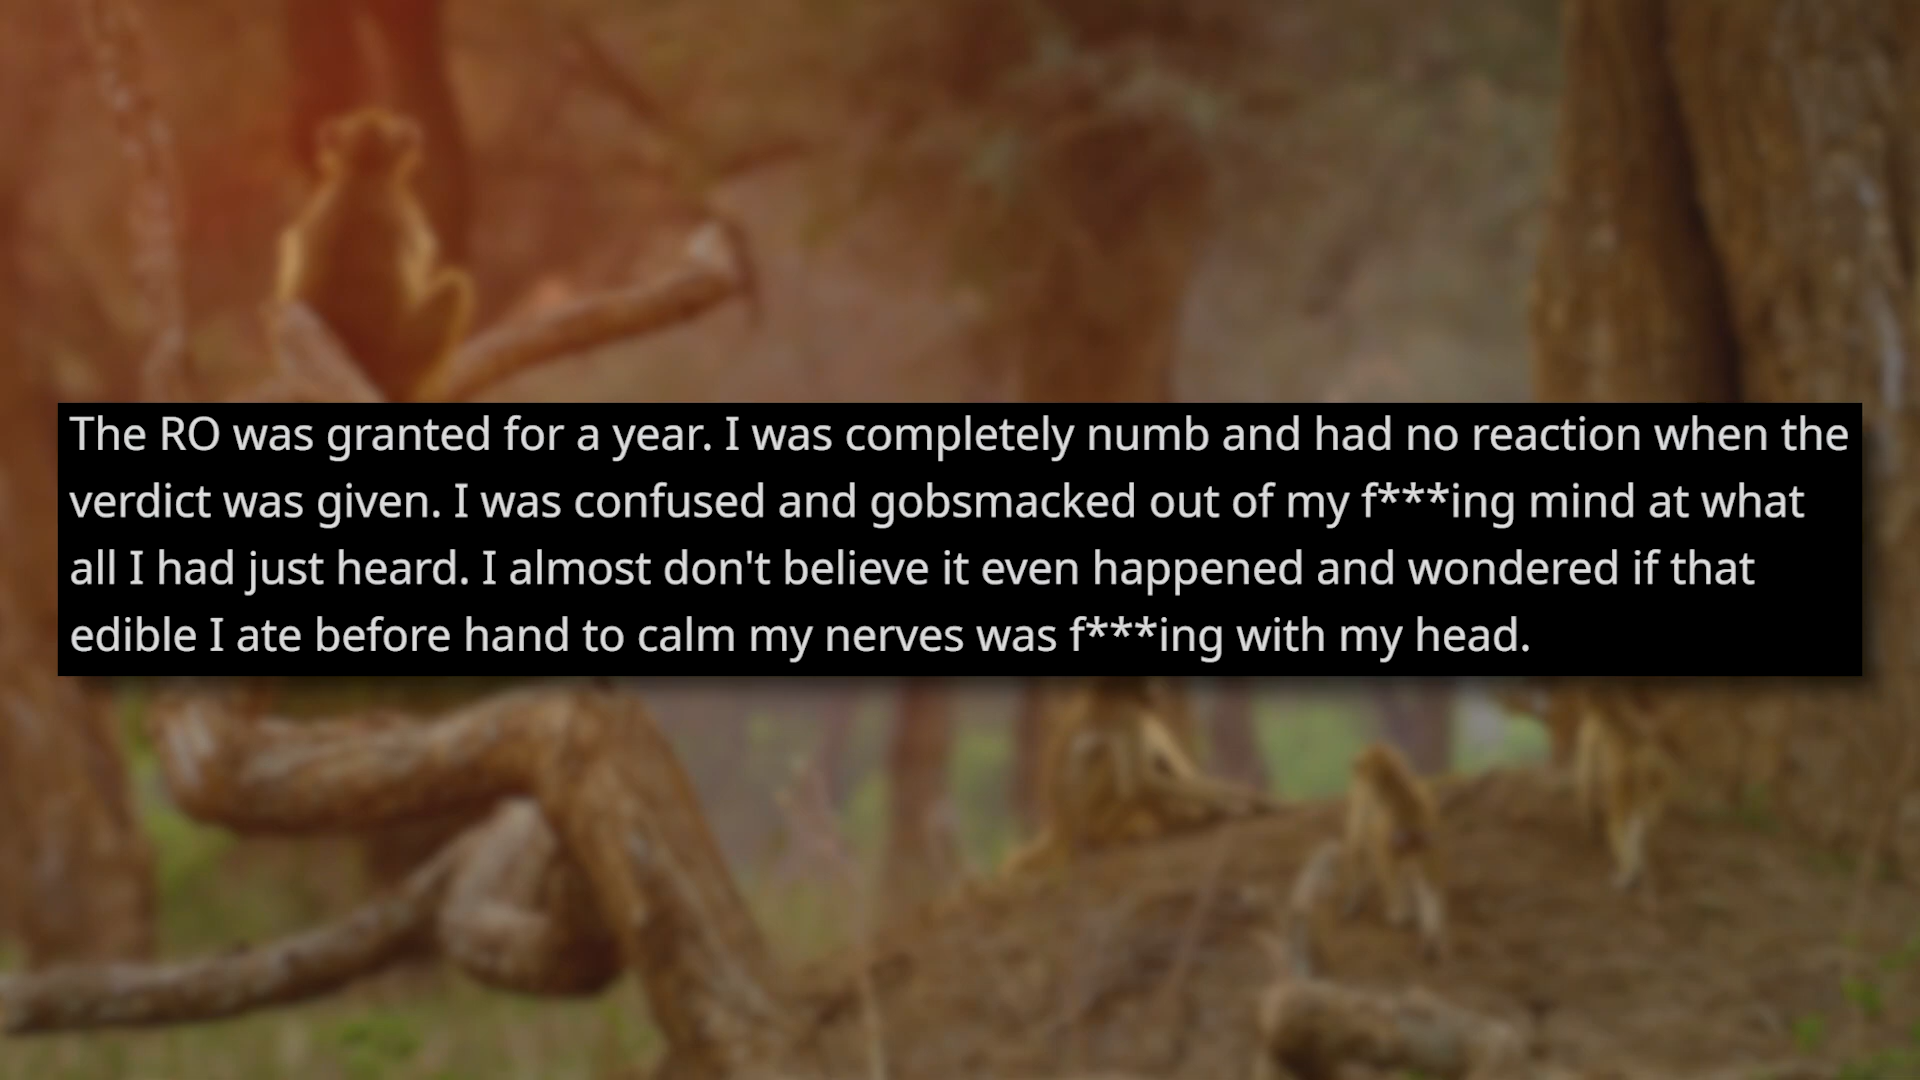 The RO was granted for a year. I was completely numb and had no reaction when the
verdict was given. I was confused and gobsmacked out of my f***ing mind at what
all I had just heard. I almost don't believe it even happened and wondered if that
edible I ate before hand to calm my nerves was f***ing with my head.